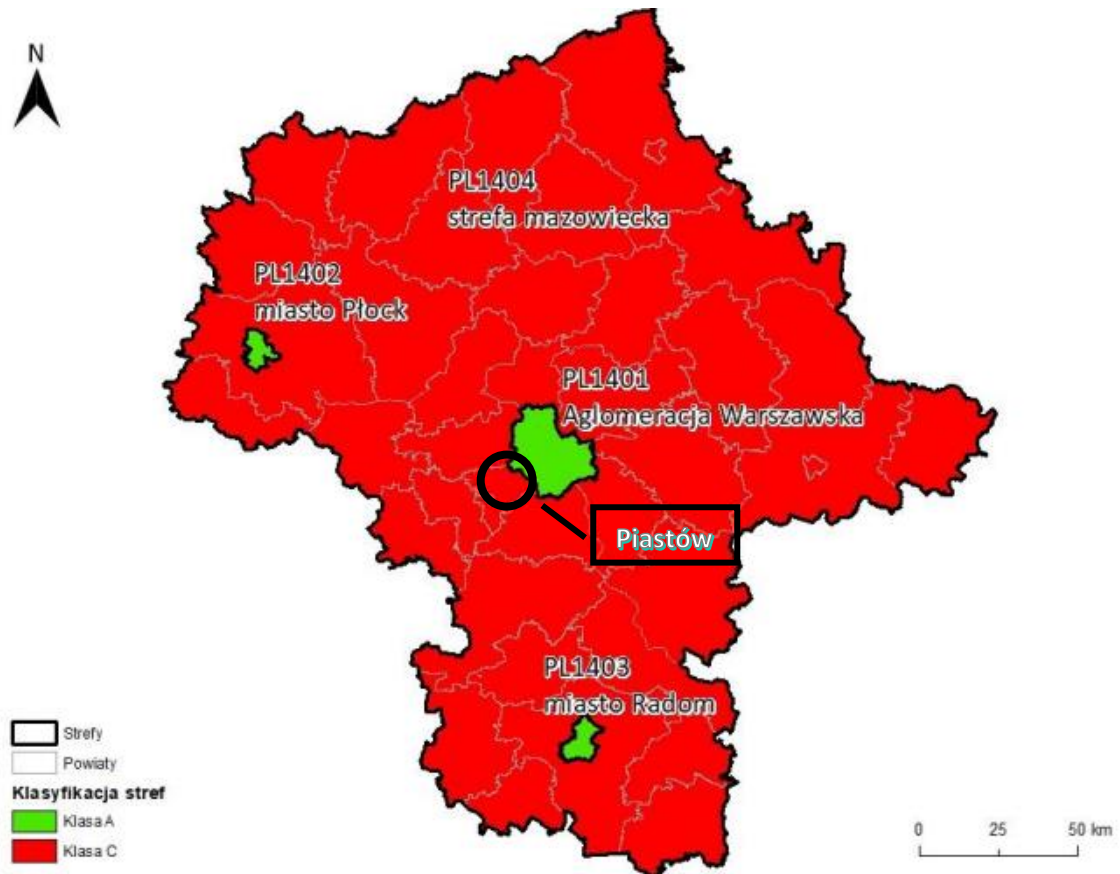 N
PL1404
strefa mazowiecka
PL1402
miasto Płock
PL1401
Aglomeracja Warszawska
Piastów
PL1403
miasto Radom
Strefy
Powiaty
Klasyfikacja stref
Klasa A
Klasa C
0 25 50 km